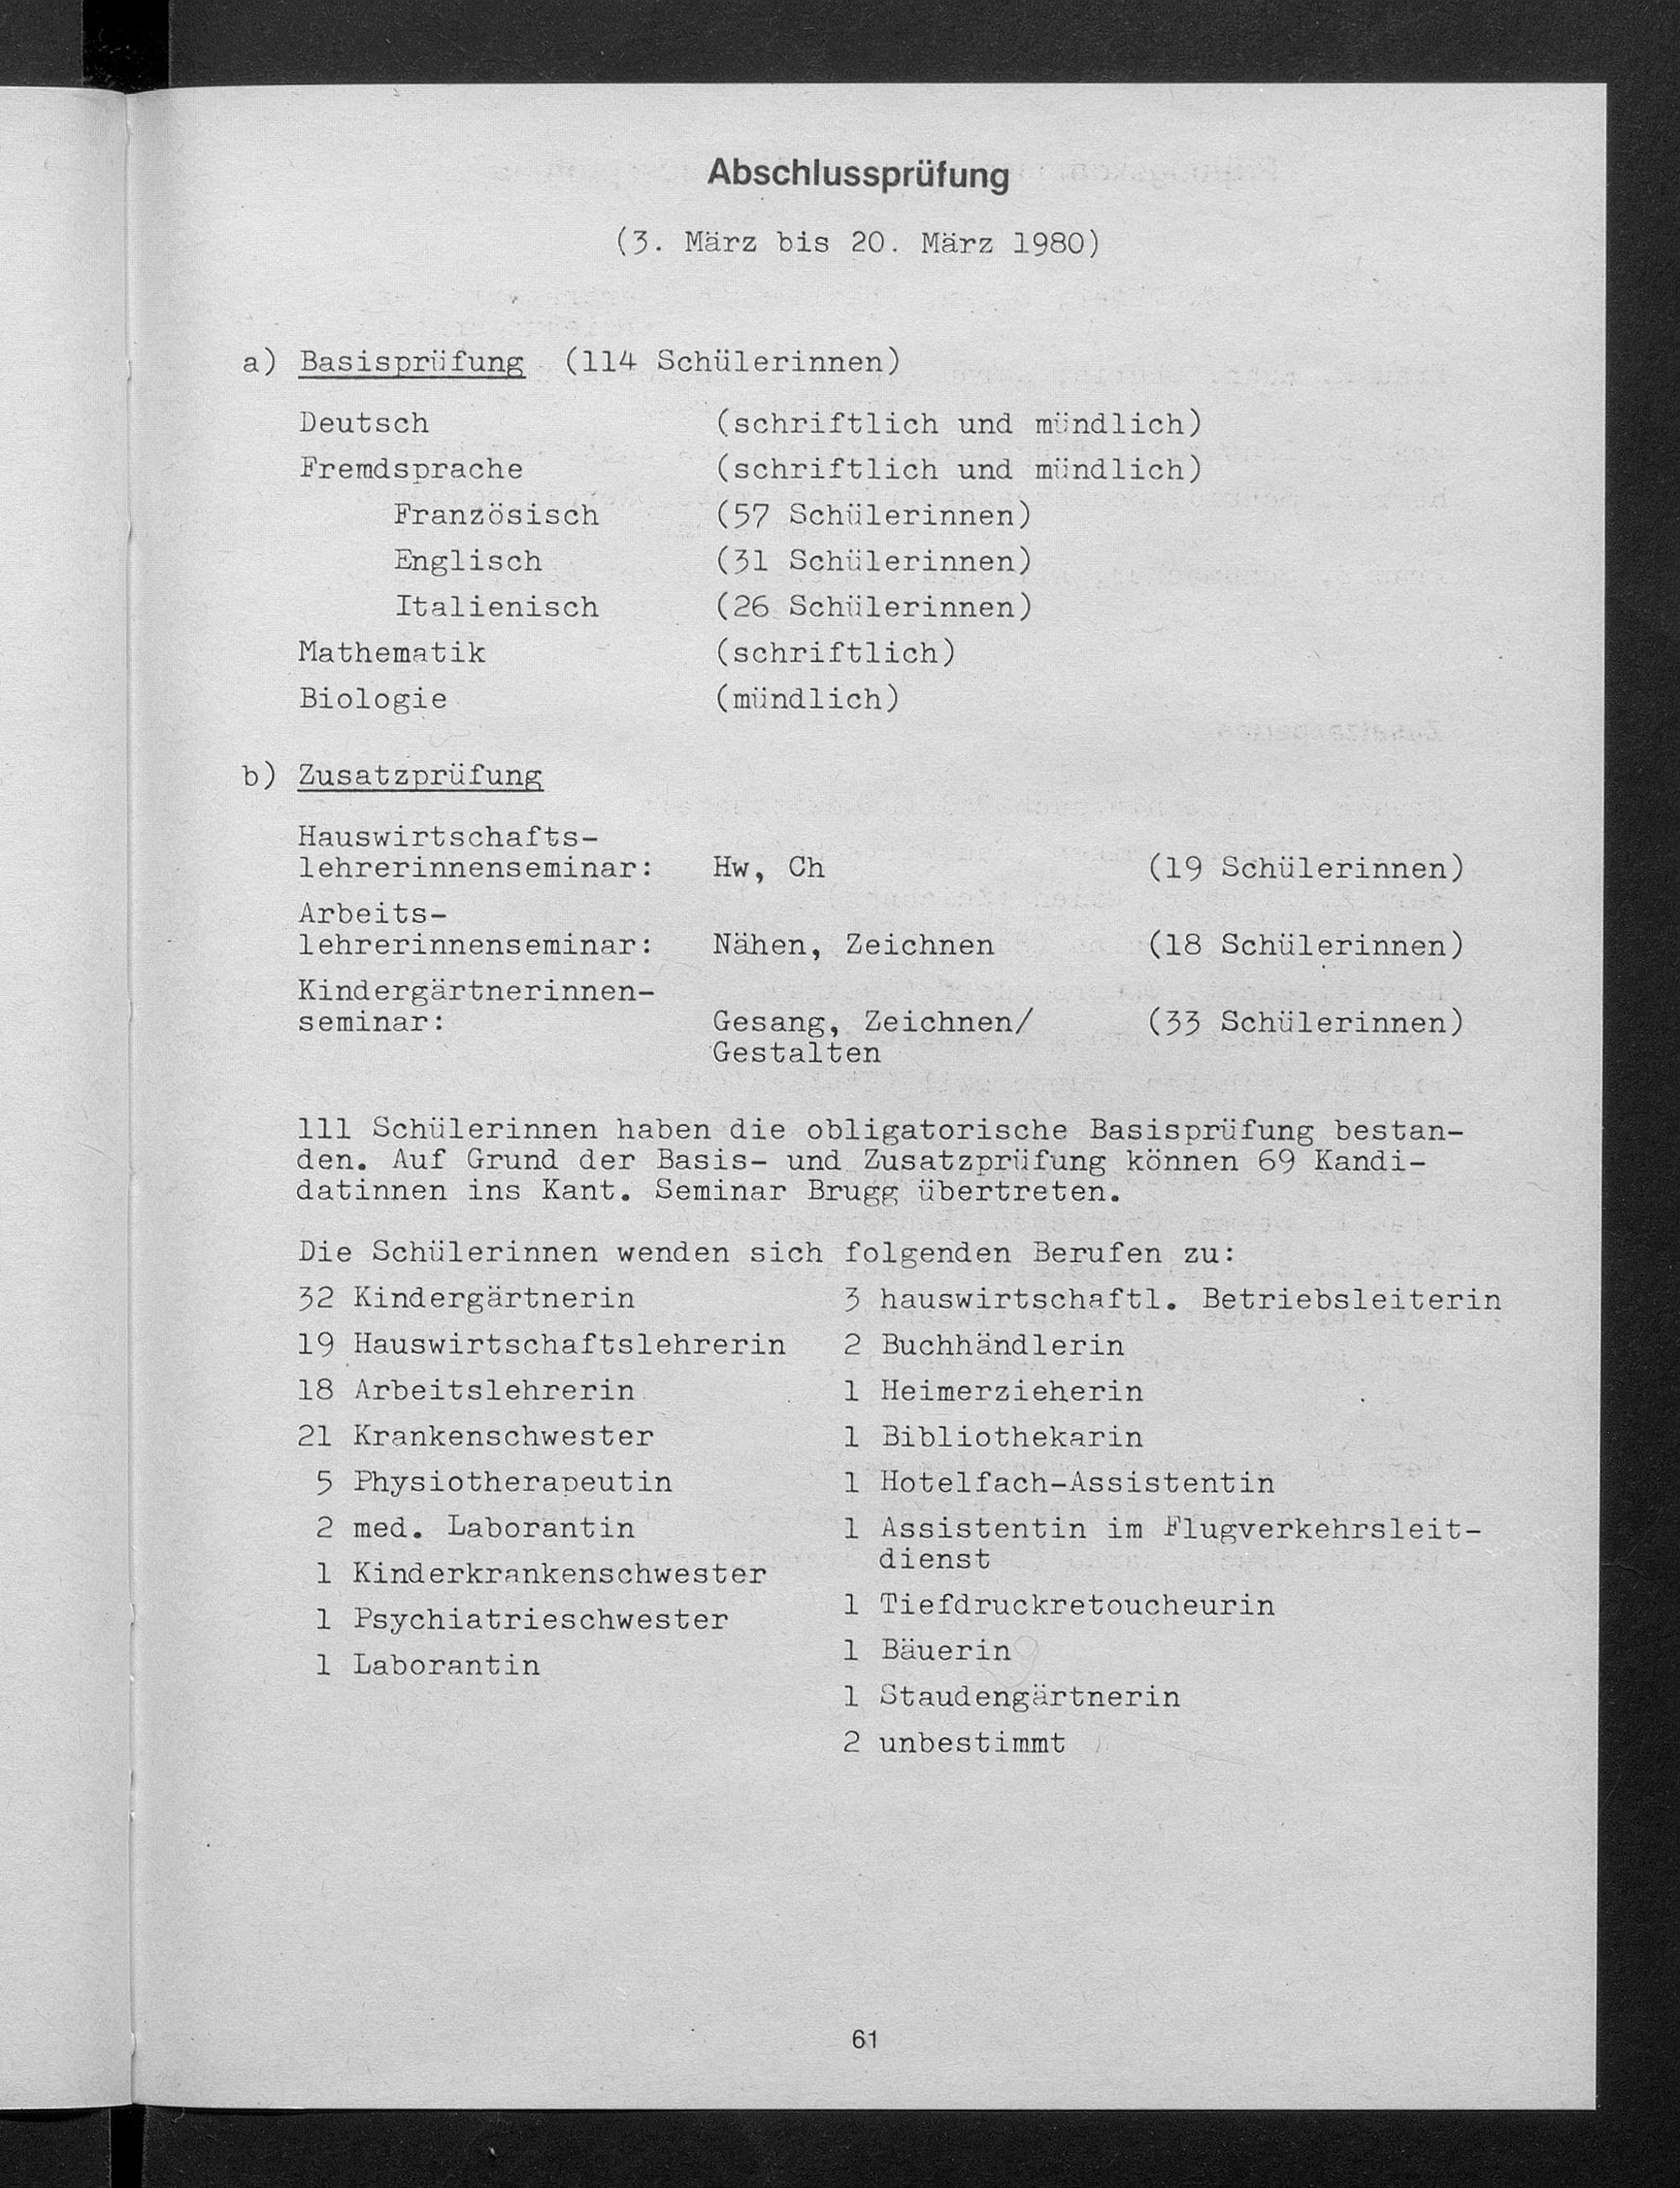 Abschlussprüfung
(3. März bis 20. März 1980)
a) Basisprüfung (114 Schülerinnen)
Deutsch (schriftlich und mündlich)
Fremdsprache (schriftlich und mündlich)
Französisch (57 Schülerinnen)
Englisch (31 Schülerinnen)
Italienisch (26 Schülerinnen)
Mathematik (schriftlich)
Biologie (mündlich)
b) Zusatzprüfung
Hauswirtschafts-
lehrerinnenseminar: Hw, Ch (19 Schülerinnen)
Arbeits-
lehrerinnenseminar: Nähen, Zeichnen (18 Schülerinnen)
Kindergärtnerinnen-
seminar: Gesang, Zeichnen/ (33 Schülerinnen)
Gestalten
111 Schülerinnen haben die obligatorische Basisprüfung bestan-
den. Auf Grund der Basis- und Zusatzprüfung können 69 Kandi-
datinnen ins Kant. Seminar Brugg übertreten.
Die Schülerinnen wenden sich folgenden Berufen zu:
32 Kindergärtnerin
19 Hauswirtschaftslehrerin
18 Arbeitslehrerin
21 Krankenschwester
5 Physiotherapeutin
2 med. Laborantin
1 Kinderkrankenschwester
1 Psychiatrieschwester
1 Laborantin
3 hauswirtschaftl. Betriebsleiterin
2 Buchhändlerin
1 Heimerzieherin
1 Bibliothekarin
1 Hotelfach-Assistentin
1 Assistentin im Flugverkehrsleit-
dienst
1 Tiefdruckretoucheurin
1 Bäuerin
1 Staudengärtnerin
2 unbestimmt
61